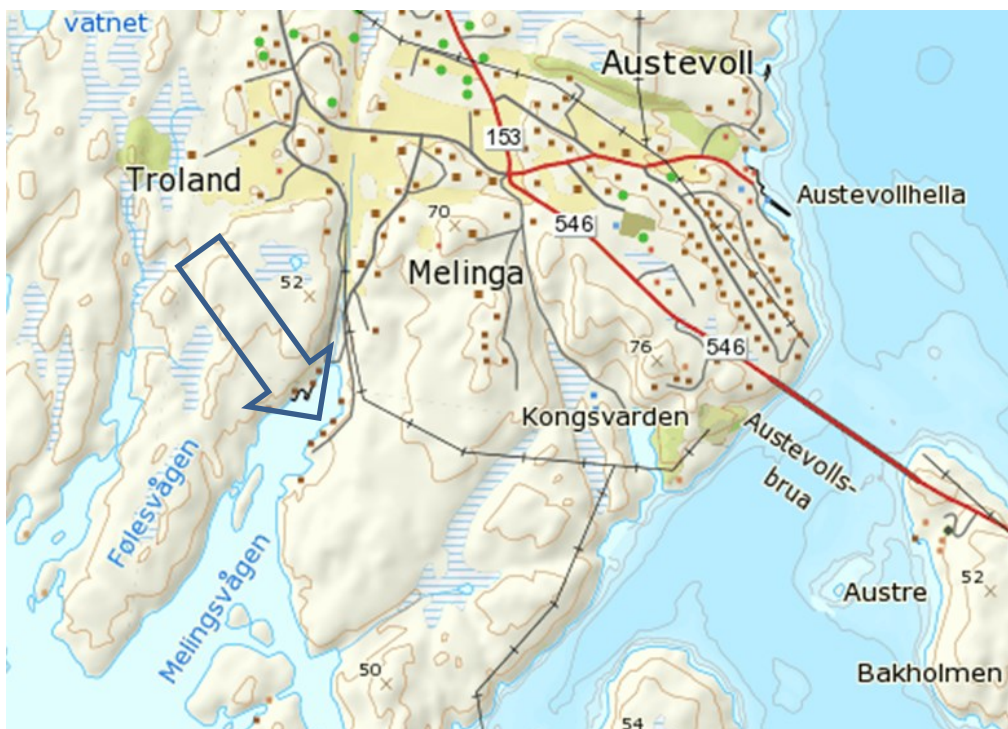 vatnet
Austevoll
153
Troland
Austevollhella
70
546
Melinga
52
76
546
Kongsvarden
Austevolls-
brua
Følesvågen
Melingsvågen
52
Austre
50
Bakholmen
54